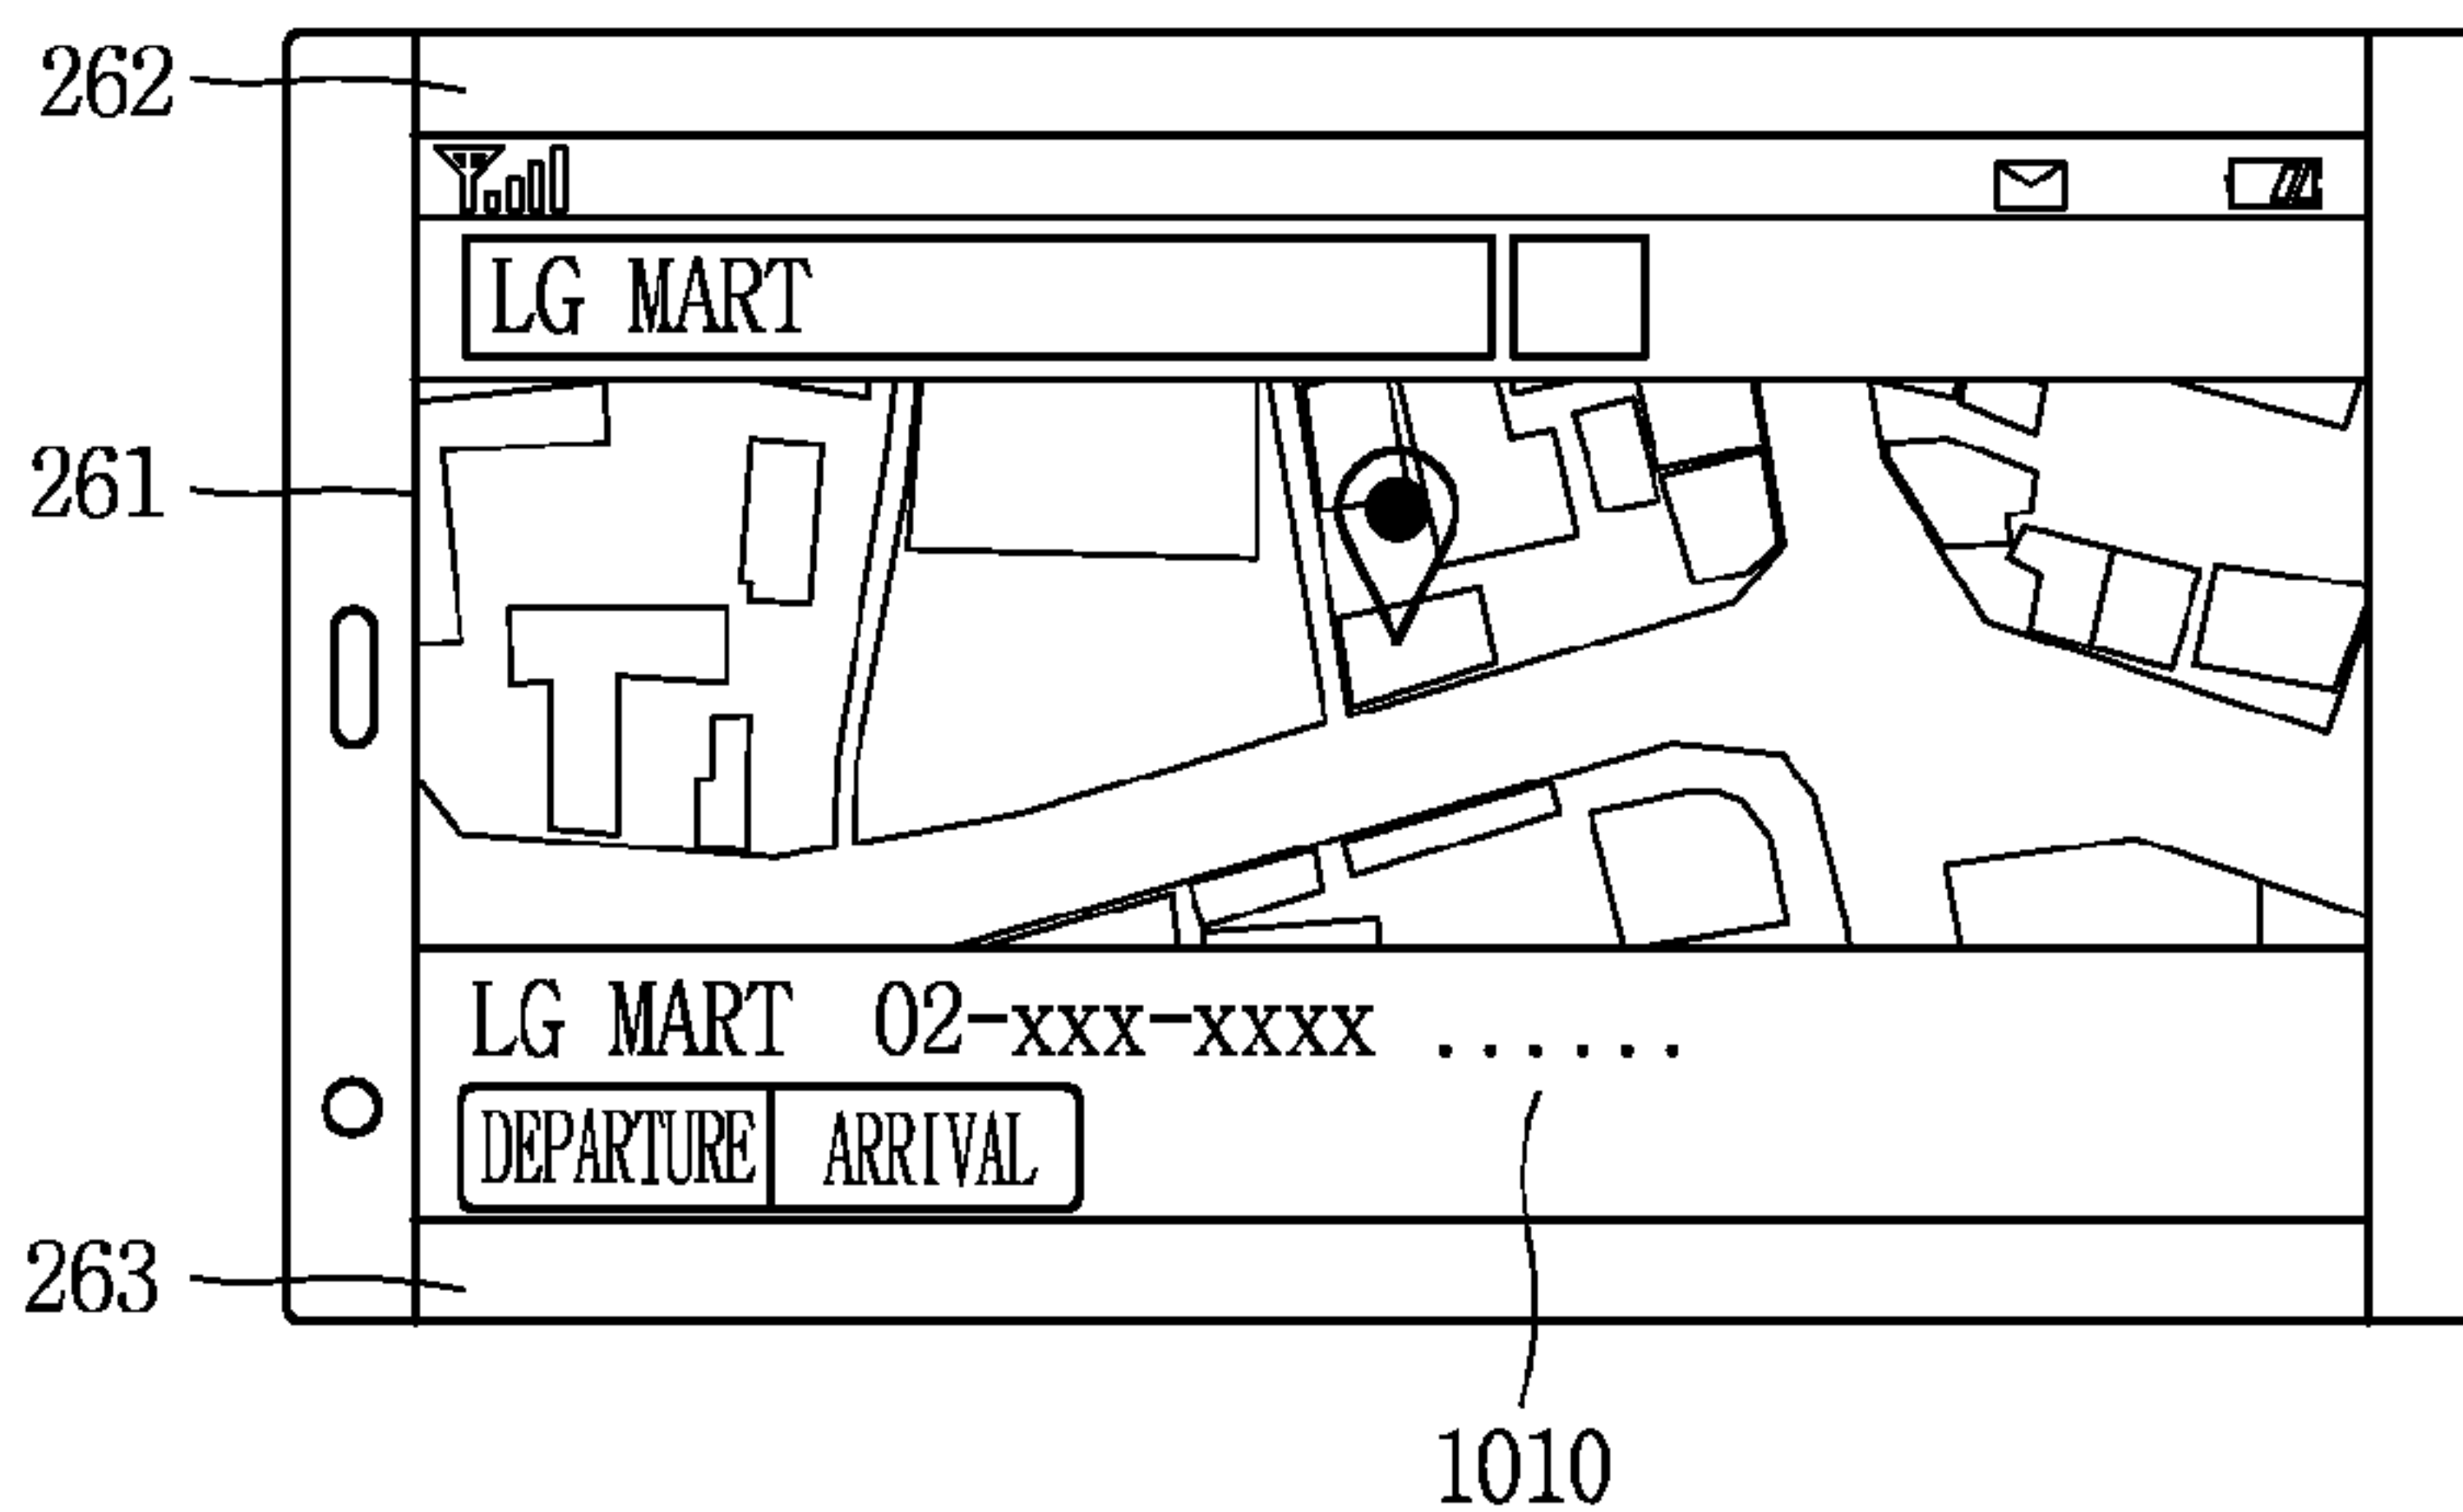 262
LG MART
261
LG MART 02-xxx-xxxx ......
DEPARTURE ARRIVAL
263
1010